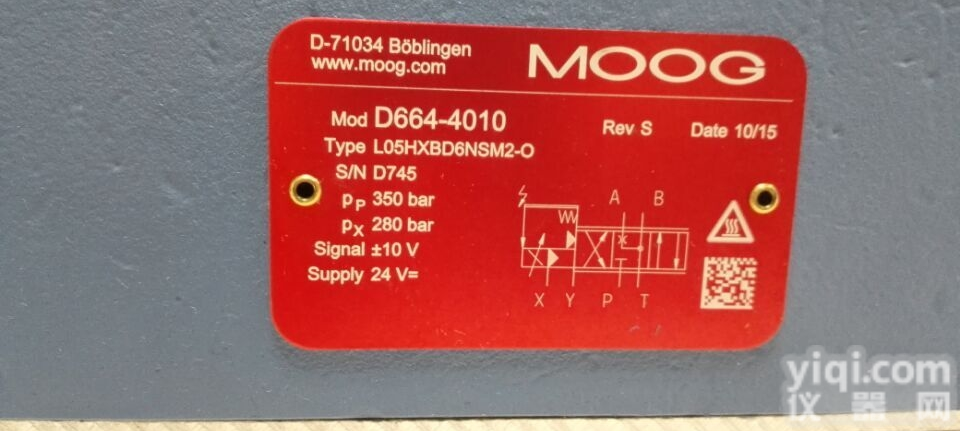 D-71034 Böblingen
www.moog.com
MOOG
Mod D664-4010
Rev S
Date 10/15
Type L05HXBD6NSM2-O
S/N D745
pP 350 bar
pX 280 bar
Signal ±10 V
Supply 24 V=
A B
X Y P T
yiqi.com
仪器网